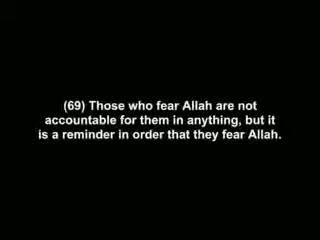 (69) Those who fear Allah are not
accountable for them in anything, but it
is a reminder in order that they fear Allah.